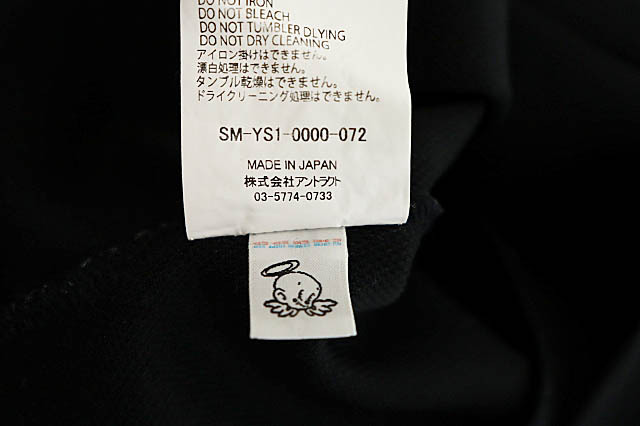 DO NOT IRON
DO NOT BLEACH
DO NOT TUMBLER DLYING
DO NOT DRY CLEANING
アイロン掛けはできません。
漂白処理はできません。
タンブル乾燥はできません。
ドライクリーニング処理はできません。
SM-YS1-0000-072
MADE IN JAPAN
株式会社アントラクト
03-5774-0733